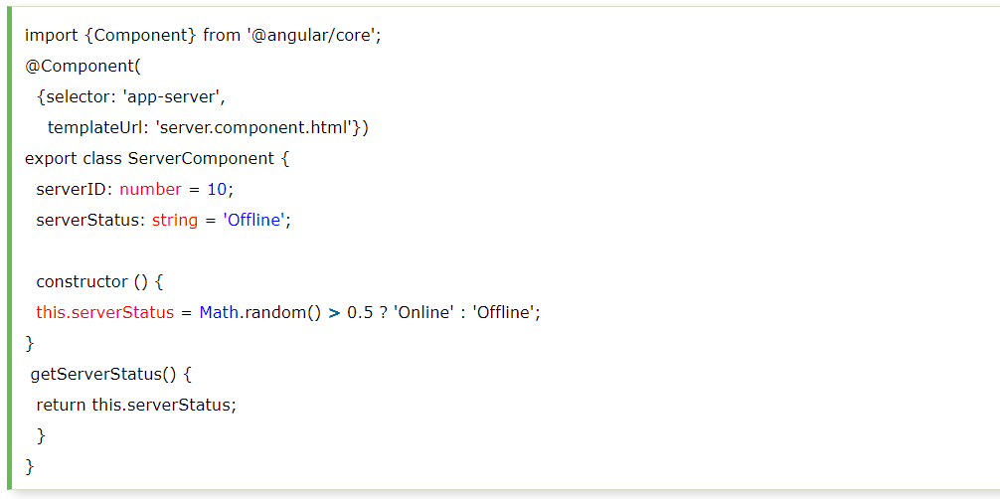 import {Component} from '@angular/core';
@Component(
{selector: 'app-server',
templateUrl: 'server.component.html'})
export class ServerComponent {
serverID: number = 10;
serverStatus: string = 'Offline';
constructor () {
this.serverStatus = Math.random() > 0.5 ? 'Online' : 'Offline';
}
getServerStatus() {
return this.serverStatus;
}
}